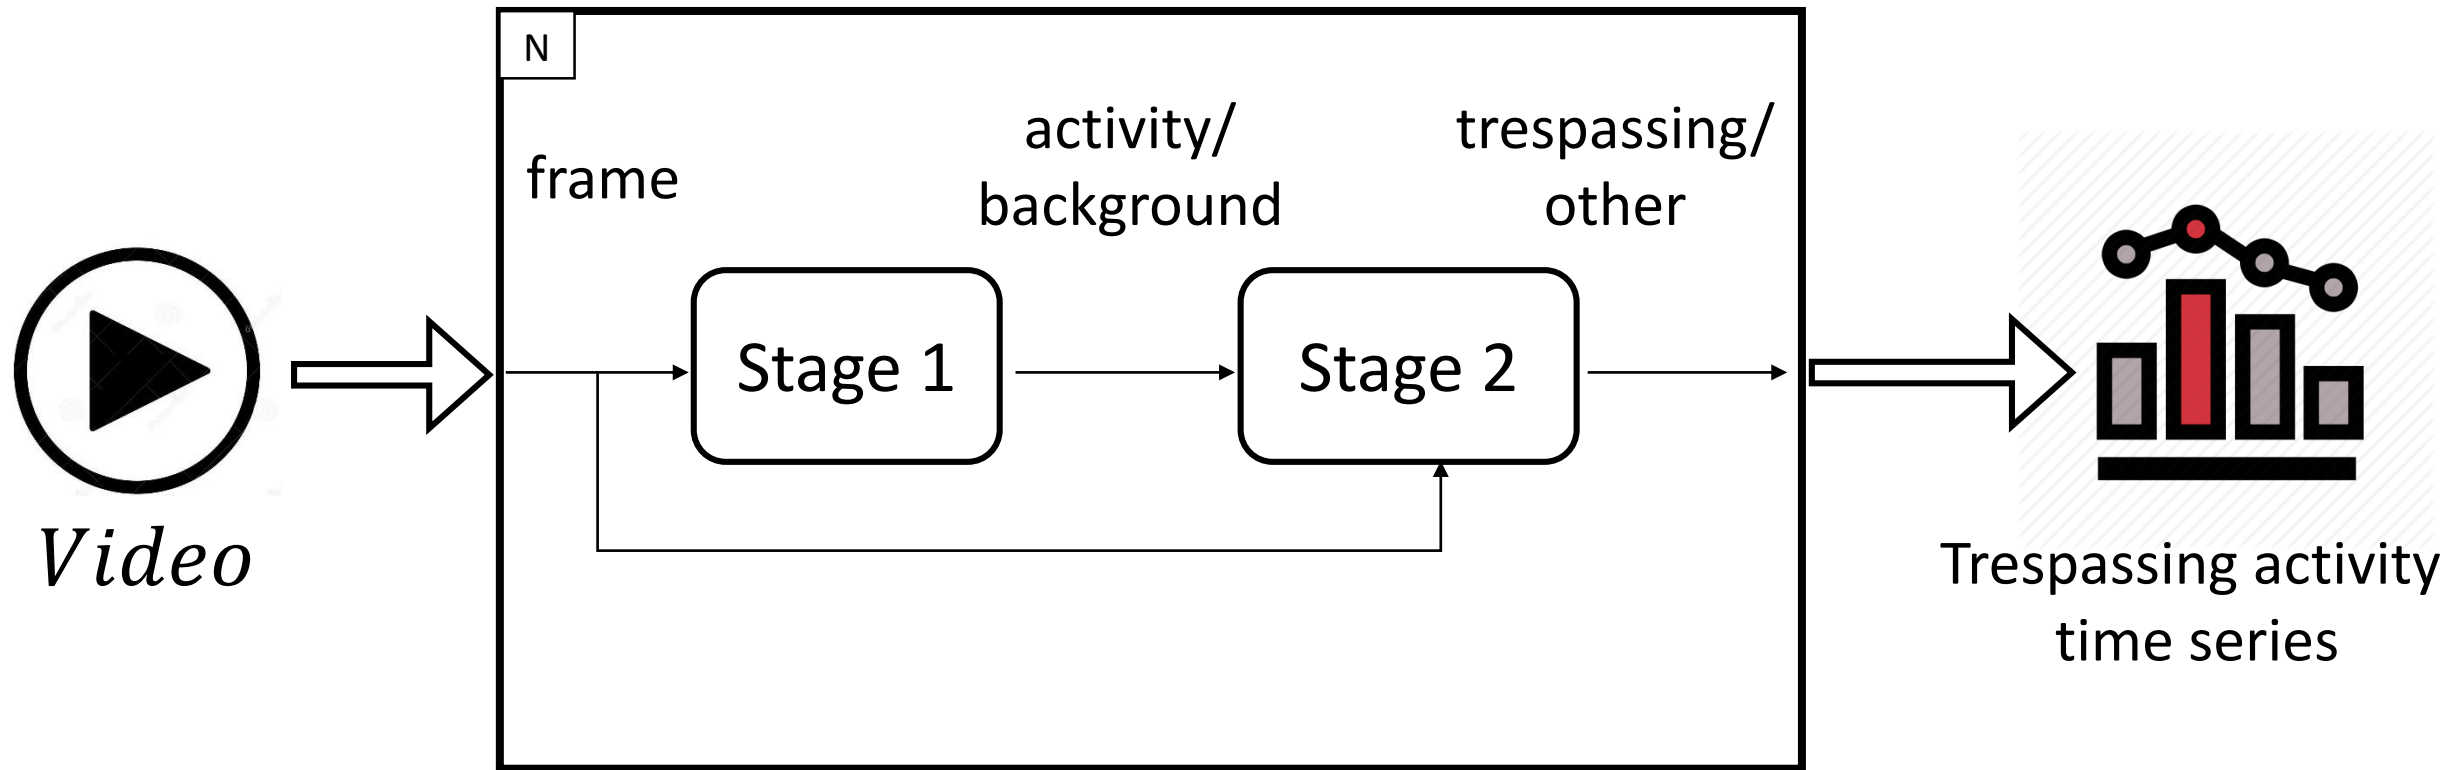 N
frame
activity/
background
trespassing/
other
Stage 1
Stage 2
Video
Trespassing activity
time series